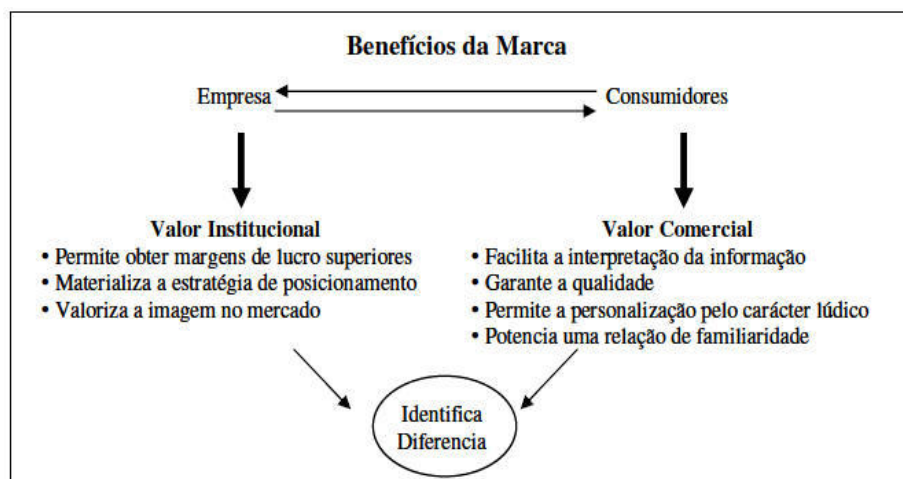 Benefícios da Marca
Empresa
Consumidores
Valor Institucional
• Permite obter margens de lucro superiores
• Materializa a estratégia de posicionamento
• Valoriza a imagem no mercado
Valor Comercial
• Facilita a interpretação da informação
• Garante a qualidade
• Permite a personalização pelo carácter lúdico
• Potencia uma relação de familiaridade
Identifica
Diferencia